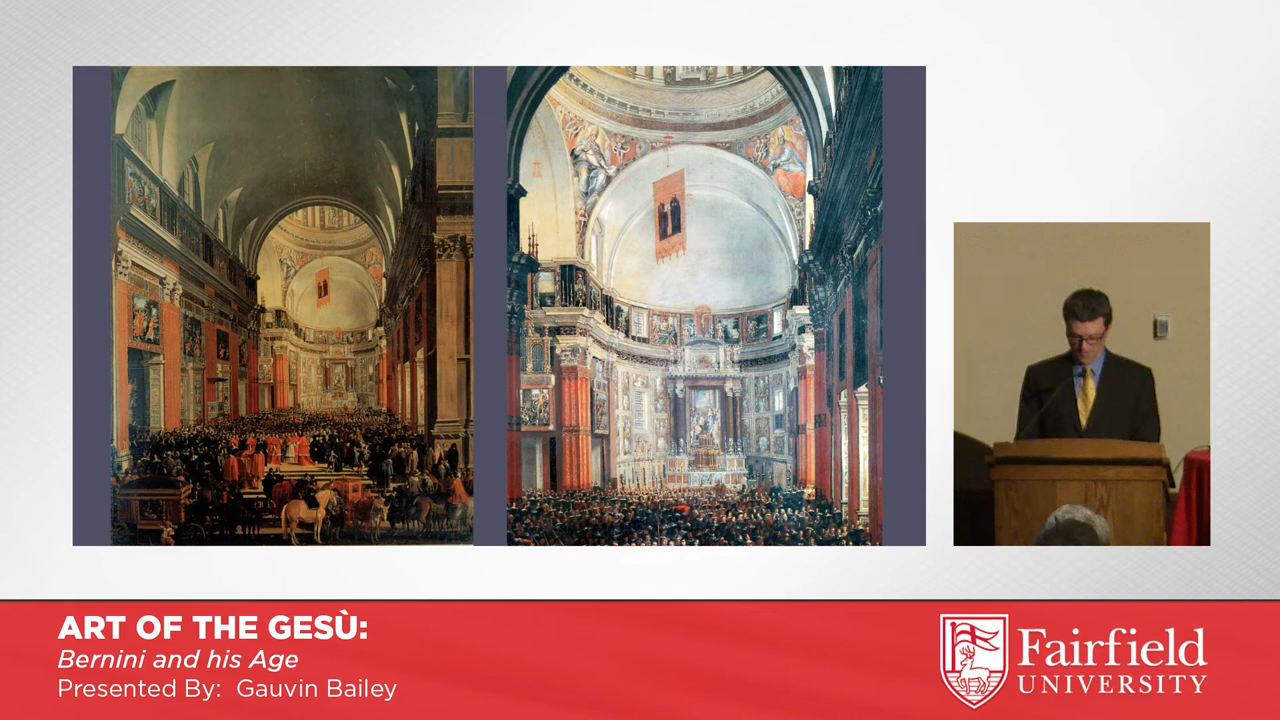 ART OF THE GESÙ:
Bernini and his Age
Presented By: Gauvin Bailey
Fairfield
UNIVERSITY